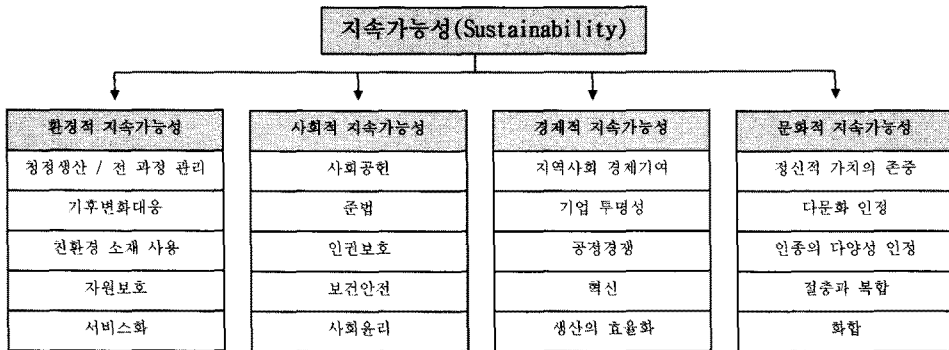 지속가능성(Sustainability)
환경적 지속가능성
청정생산 / 전 과정 관리
기후변화대응
친환경 소재 사용
자원보호
서비스화
사회적 지속가능성
사회공헌
준법
인권보호
보건안전
사회윤리
경제적 지속가능성
지역사회 경제기여
기업 투명성
공정경쟁
혁신
생산의 효율화
문화적 지속가능성
정신적 가치의 존중
다문화 인정
인종의 다양성 인정
절충과 복합
화합